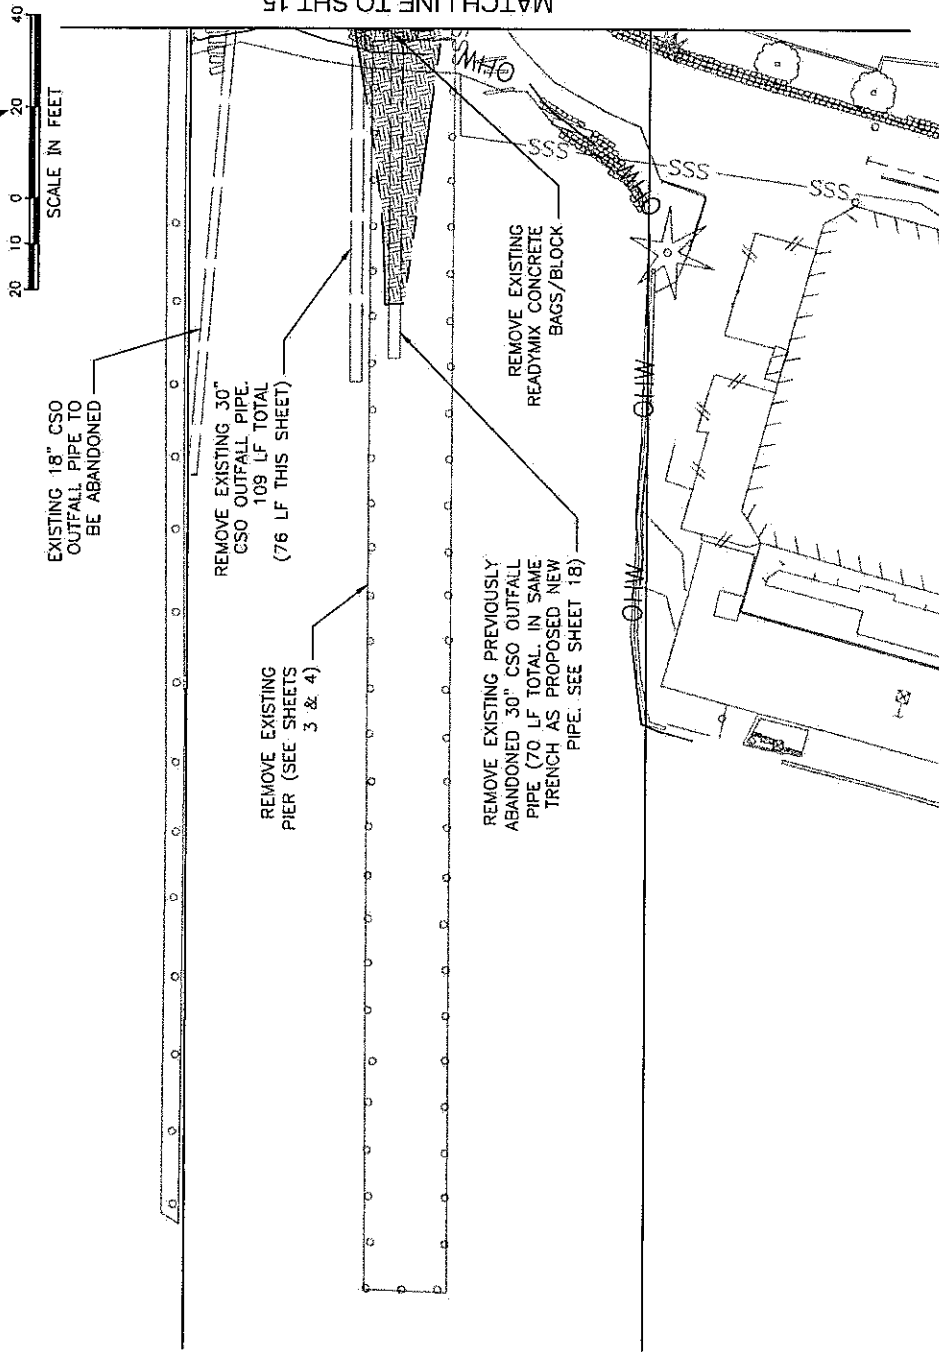 MATCH LINE TO SHT 15
20 10 0 20 40
SCALE IN FEET
EXISTING 18" CSO
OUTFALL PIPE TO
BE ABANDONED
REMOVE EXISTING 30"
CSO OUTFALL PIPE.
109 LF TOTAL
(76 LF THIS SHEET)
REMOVE EXISTING
PIER (SEE SHEETS
3 & 4)
REMOVE EXISTING PREVIOUSLY
ABANDONED 30" CSO OUTFALL
PIPE (70 LF TOTAL. IN SAME
TRENCH AS PROPOSED NEW
PIPE. SEE SHEET 18)
REMOVE EXISTING
READYMIX CONCRETE
BAGS/BLOCK
OHW
SSS
SSS
SSS
OHW
OHW
OHW